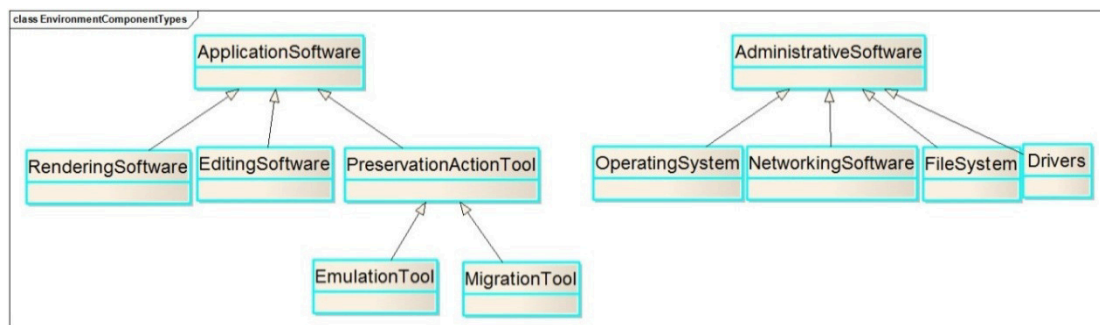 class EnvironmentComponentTypes
ApplicationSoftware
AdministrativeSoftware
RenderingSoftware
EditingSoftware
PreservationActionTool
OperatingSystem
NetworkingSoftware
FileSystem
Drivers
EmulationTool
MigrationTool